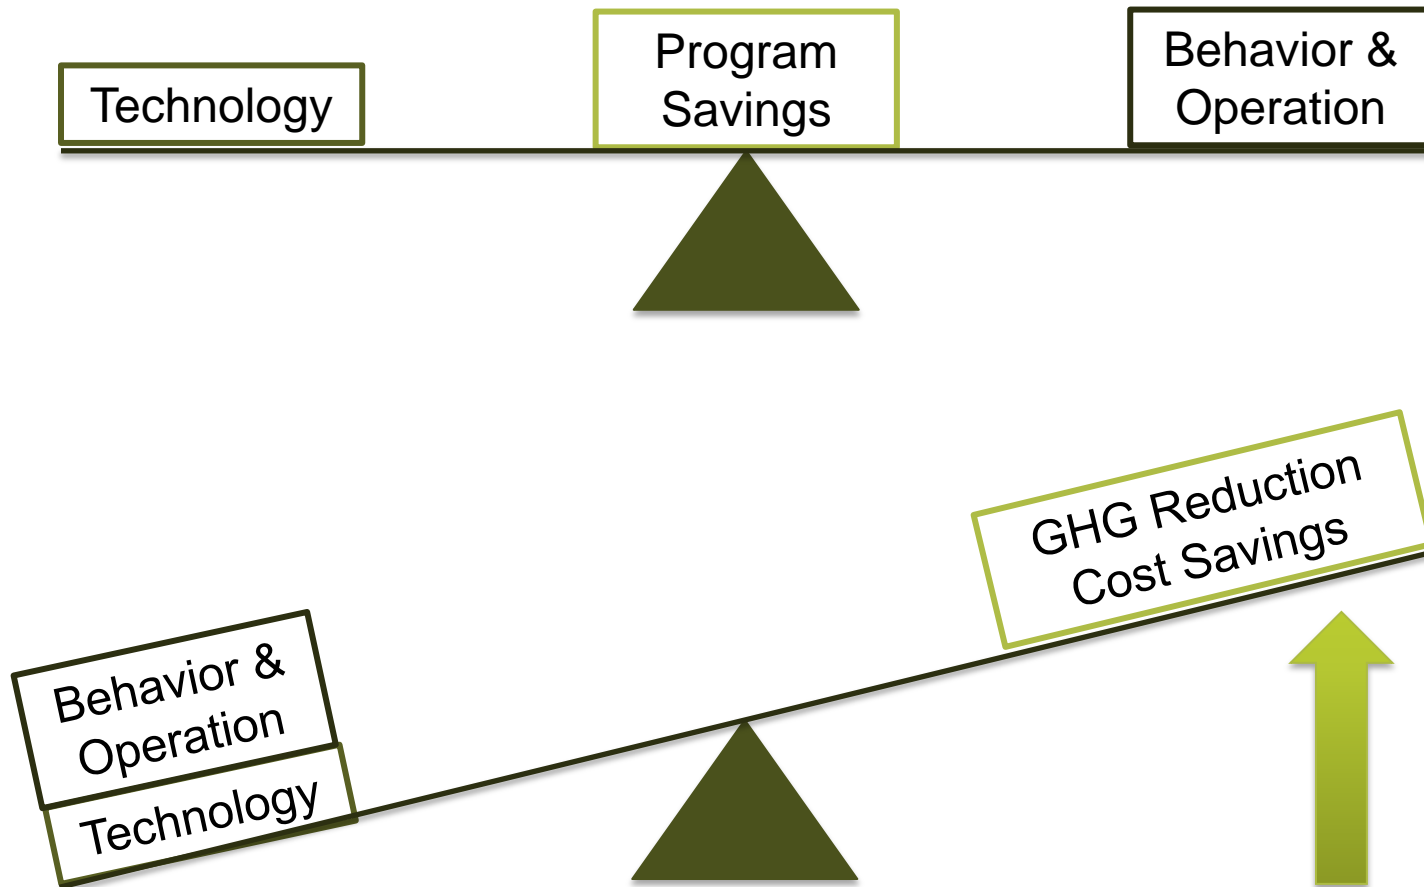 Technology
Program
Savings
Behavior &
Operation
GHG Reduction
Cost Savings
Behavior &
Operation
Technology